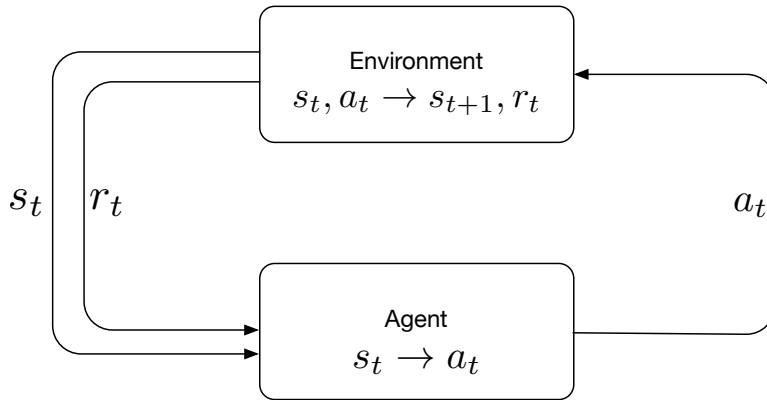 Environment
s_t, a_t → s_{t+1}, r_t
s_t
r_t
a_t
Agent
s_t → a_t